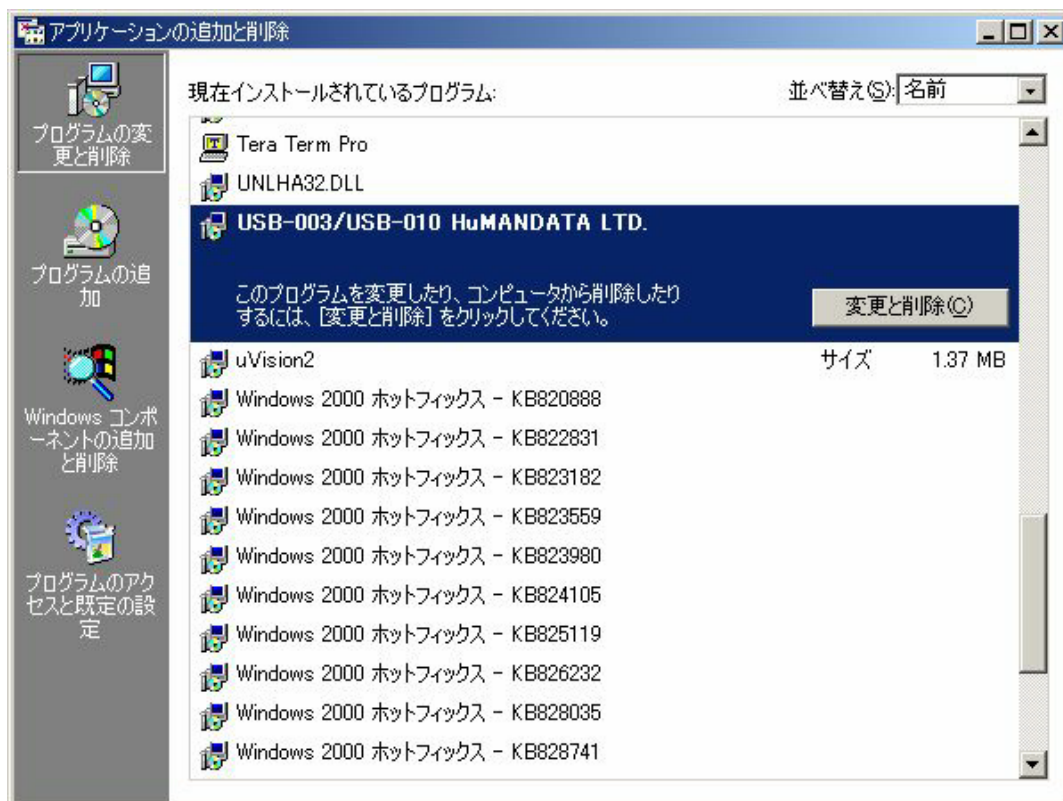 アプリケーションの追加と削除
プログラムの変
更と削除
プログラムの追
加
Windows コンポ
ーネントの追加
と削除
プログラムのアク
セスと既定の設
定
現在インストールされているプログラム:
並べ替え(S): 名前
Tera Term Pro
UNLHA32.DLL
USB-003/USB-010 HuMANDATA LTD.
このプログラムを変更したり、コンピュータから削除したり
するには、[変更と削除] をクリックしてください。
変更と削除(C)
uVision2 サイズ 1.37 MB
Windows 2000 ホットフィックス - KB820888
Windows 2000 ホットフィックス - KB822831
Windows 2000 ホットフィックス - KB823182
Windows 2000 ホットフィックス - KB823559
Windows 2000 ホットフィックス - KB823980
Windows 2000 ホットフィックス - KB824105
Windows 2000 ホットフィックス - KB825119
Windows 2000 ホットフィックス - KB826232
Windows 2000 ホットフィックス - KB828035
Windows 2000 ホットフィックス - KB828741